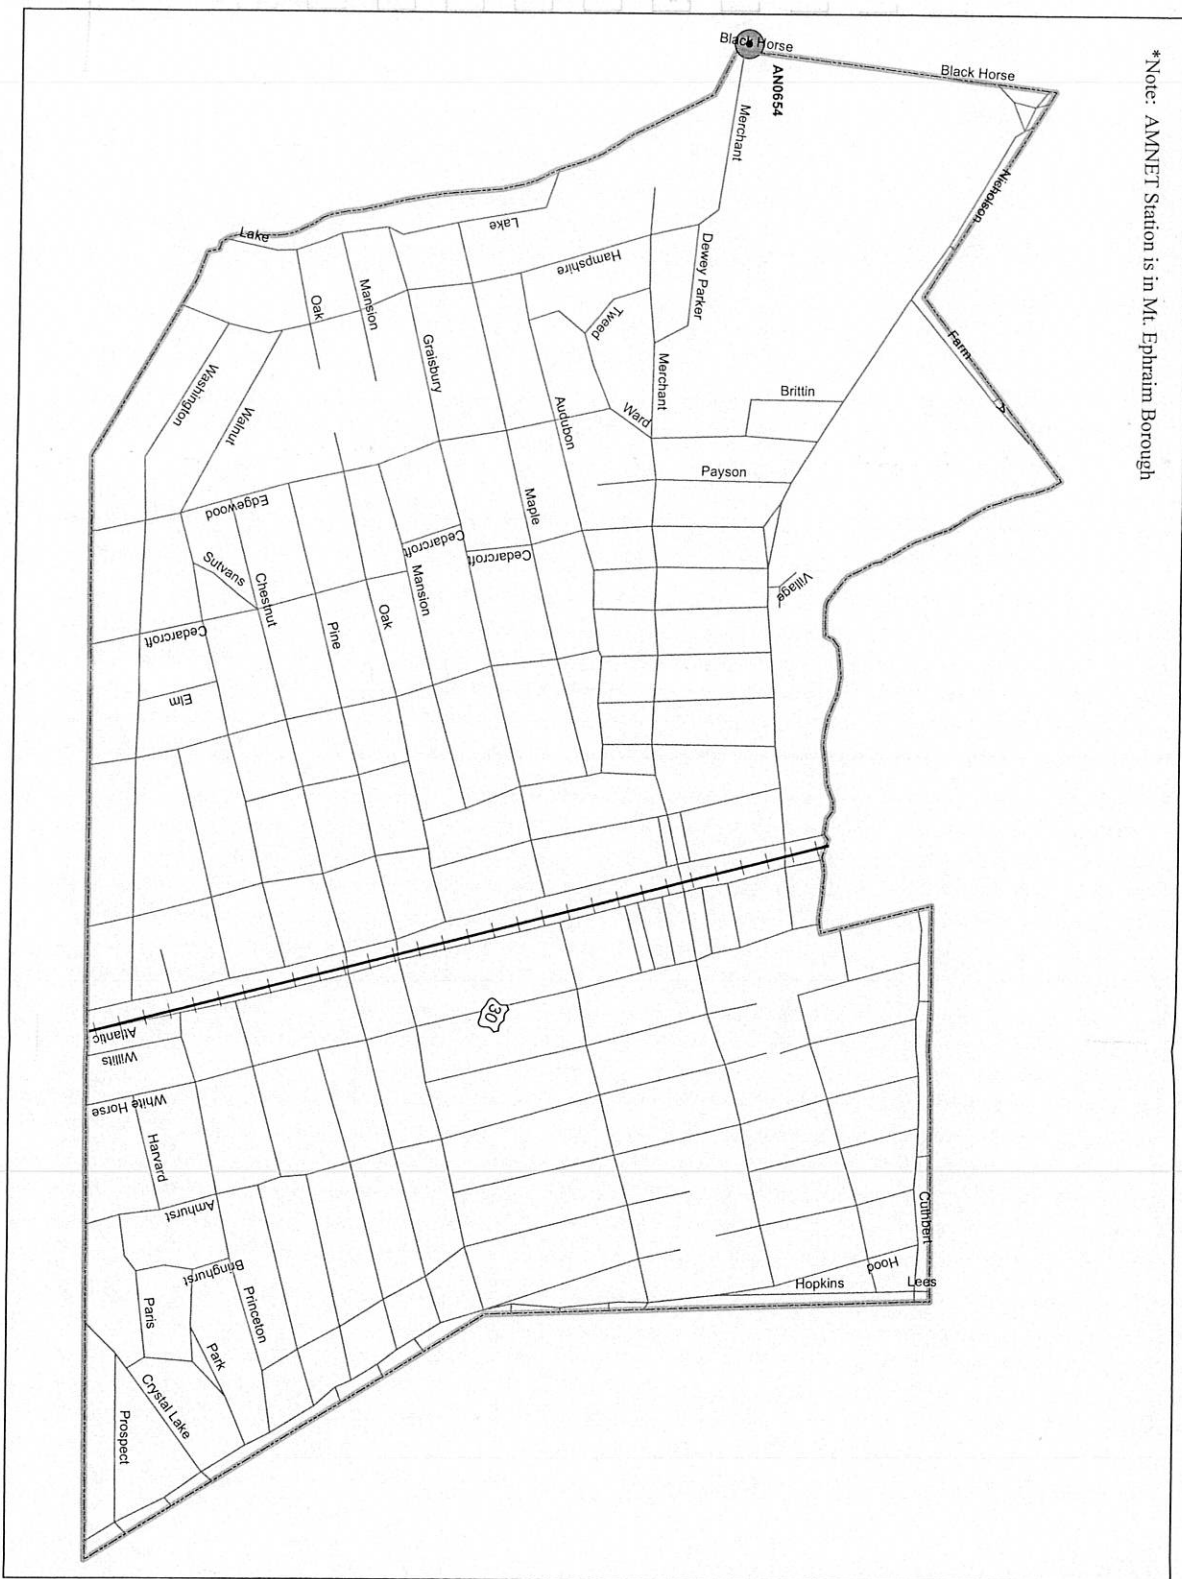 *Note: AMNET Station is in Mt. Ephraim Borough
Black Horse
Black Horse
AN0654
Merchant
Nicholson
Lake
Lake
Hampshire
Dewey Parker
Tweed
Farm
Oak
Mansion
Graisbury
Merchant
Washington
Walnut
Audubon
Ward
Brittin
Payson
Edgewood
Maple
Cedarcroft
Cedarcroft
Sutvans
Chestnut
Mansion
Village
Oak
Pine
Cedarcroft
Elm
30
Atlantic
Willits
White Horse
Harvard
Amhurst
Cuthbert
Bringhurst
Hood
Hopkins
Lees
Paris
Princeton
Park
Crystal Lake
Prospect